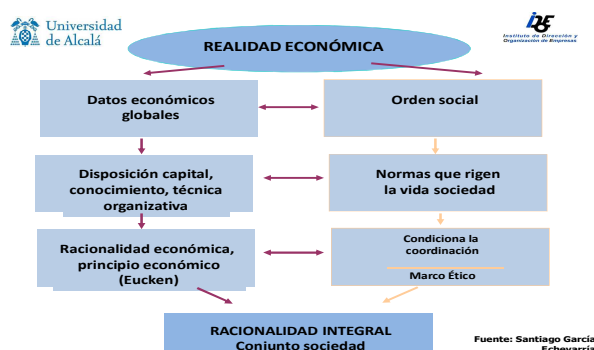 Universidad
de Alcalá
Instituto de Dirección y
Organización de Empresas
REALIDAD ECONÓMICA
Datos económicos
globales
Orden social
Disposición capital,
conocimiento, técnica
organizativa
Normas que rigen
la vida sociedad
Racionalidad económica,
principio económico
(Eucken)
Condiciona la
coordinación
Marco Ético
RACIONALIDAD INTEGRAL
Conjunto sociedad
Fuente: Santiago García
Echevarría